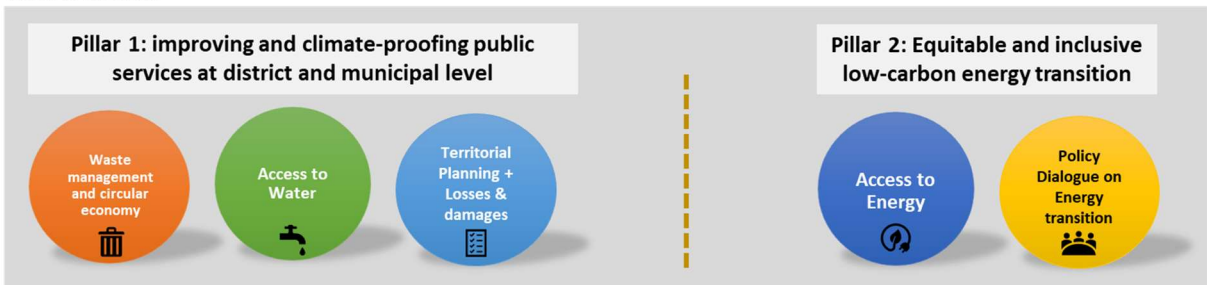 Pillar 1: improving and climate-proofing public
services at district and municipal level
Pillar 2: Equitable and inclusive
low-carbon energy transition
Waste
management
and circular
economy
Access to
Water
Territorial
Planning +
Losses &
damages
Access to
Energy
Policy
Dialogue on
Energy
transition